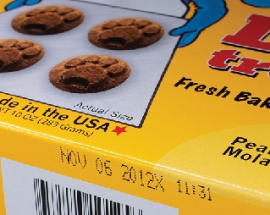 L
tr
Fresh Bak
Actual Size
de in the USA
T 10 OZ (283 Grams)
Pea
Mola
NOV 06 2012X 11:31